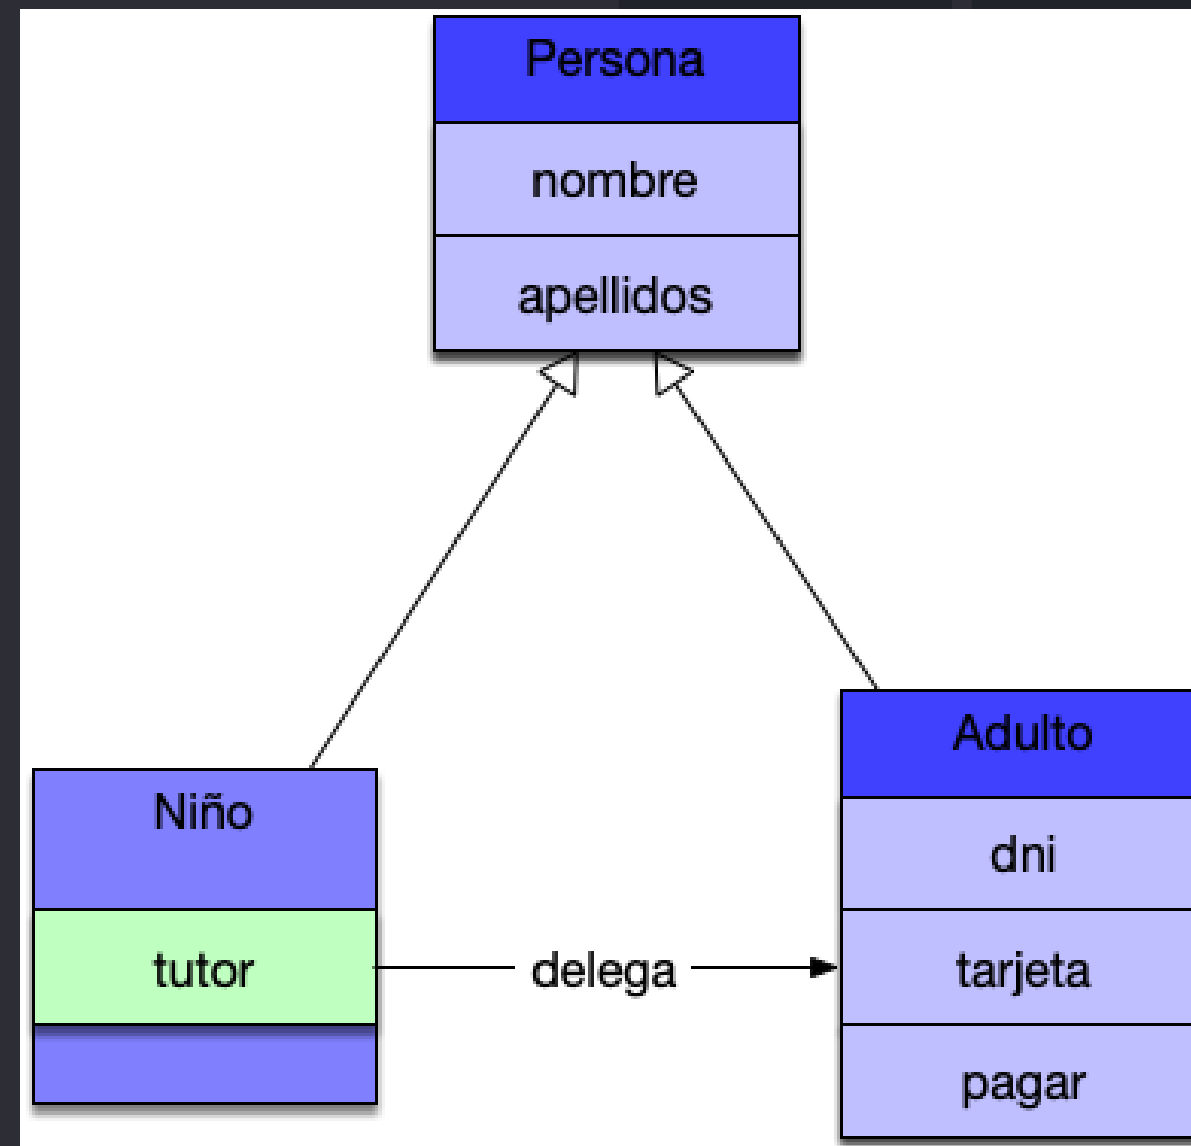 Persona
nombre
apellidos
Niño
tutor
delega
Adulto
dni
tarjeta
pagar